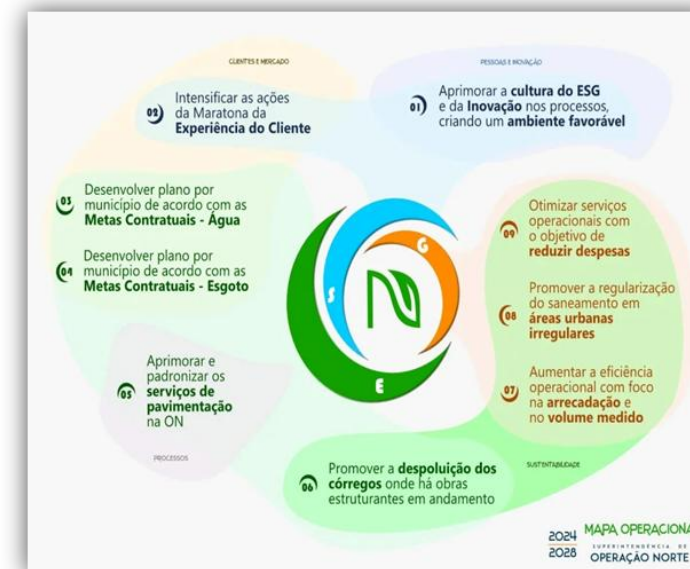 CLIENTES E MERCADO
PESSOAS E INOVAÇÃO
01
Aprimorar a cultura do ESG
e da Inovação nos processos,
criando um ambiente favorável
02
Intensificar as ações
da Maratona da
Experiência do Cliente
03
Desenvolver plano por
município de acordo com as
Metas Contratuais - Água
04
Desenvolver plano por
município de acordo com as
Metas Contratuais - Esgoto
05
Aprimorar e
padronizar os
serviços de
pavimentação
na ON
PROCESSOS
06
Promover a despoluição dos
córregos onde há obras
estruturantes em andamento
SUSTENTABILIDADE
07
Aumentar a eficiência
operacional com foco
na arrecadação e
no volume medido
08
Promover a regularização
do saneamento em
áreas urbanas
irregulares
09
Otimizar serviços
operacionais com
o objetivo de
reduzir despesas
E
S
G
N
2024
2028
MAPA OPERACIONA
SUPERINTENDÊNCIA DE
OPERAÇÃO NORTE